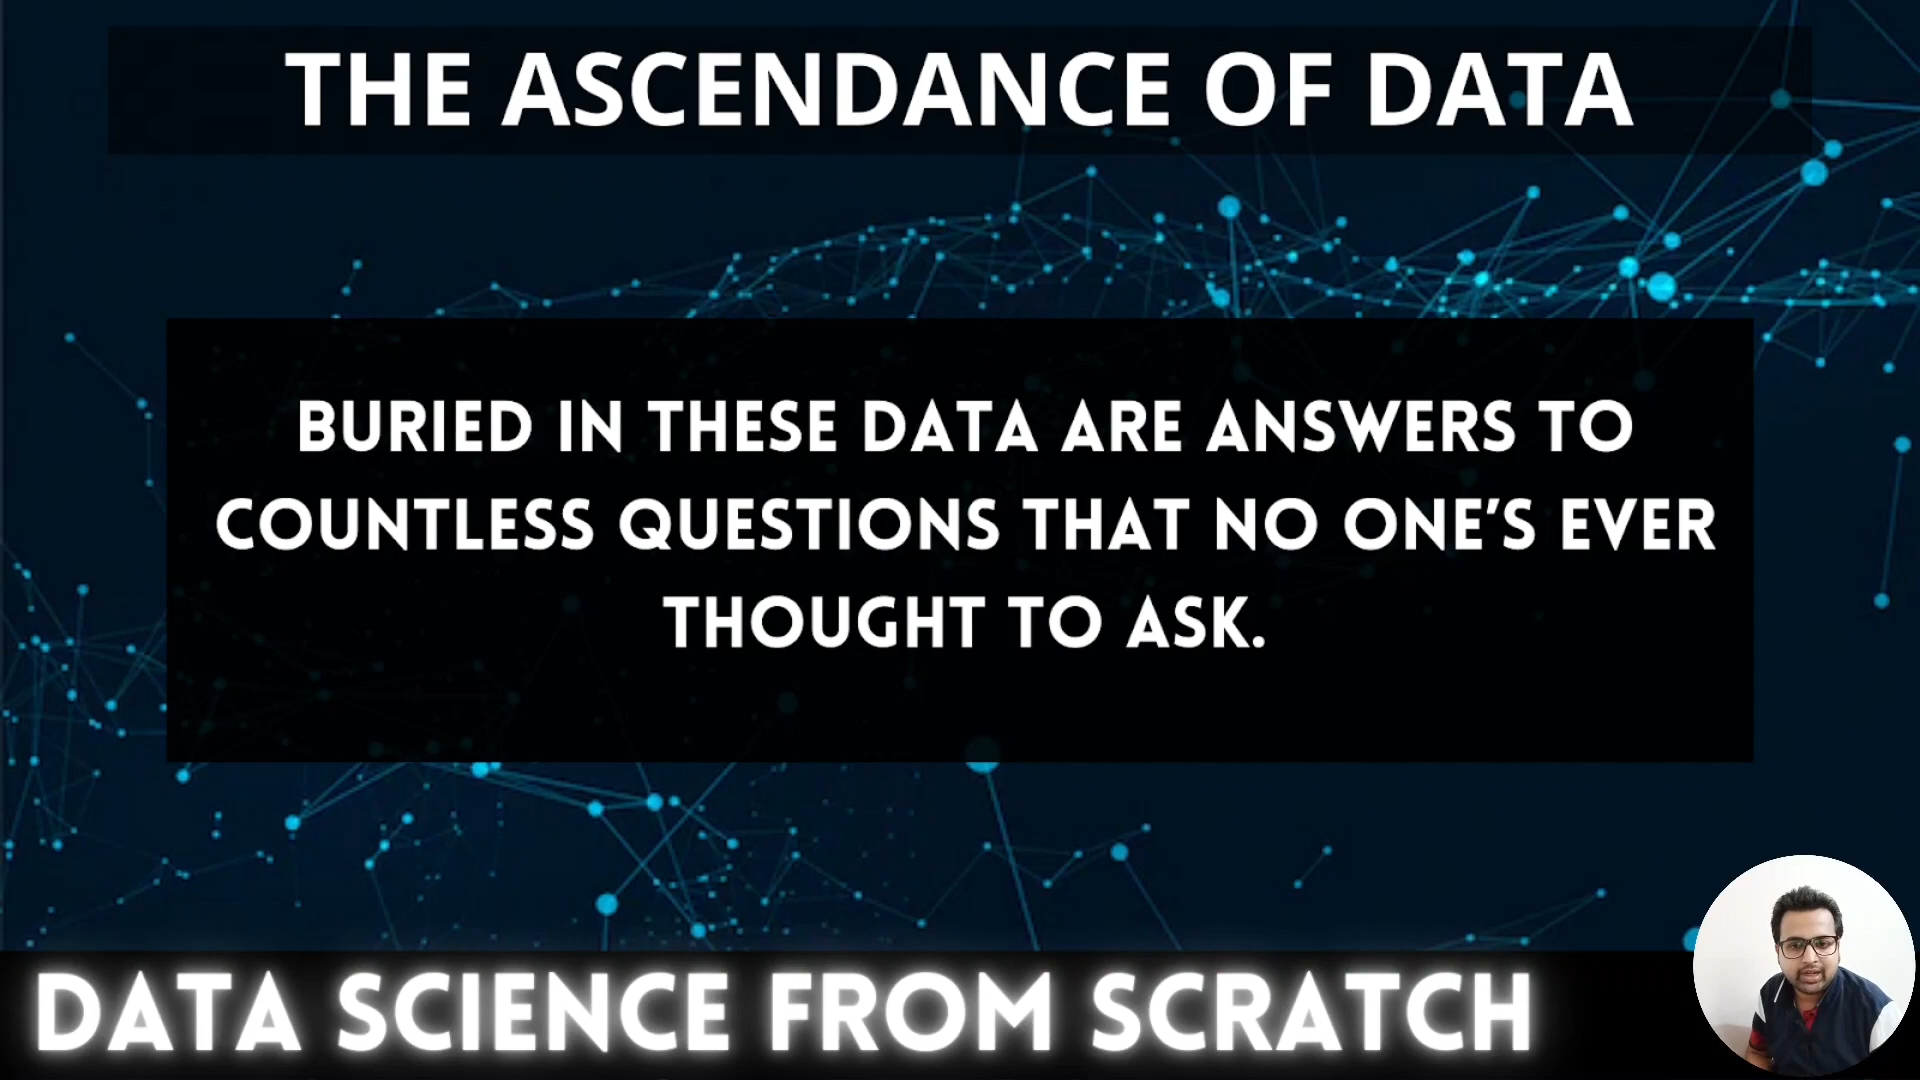 THE ASCENDANCE OF DATA
BURIED IN THESE DATA ARE ANSWERS TO
COUNTLESS QUESTIONS THAT NO ONE’S EVER
THOUGHT TO ASK.
DATA SCIENCE FROM SCRATCH